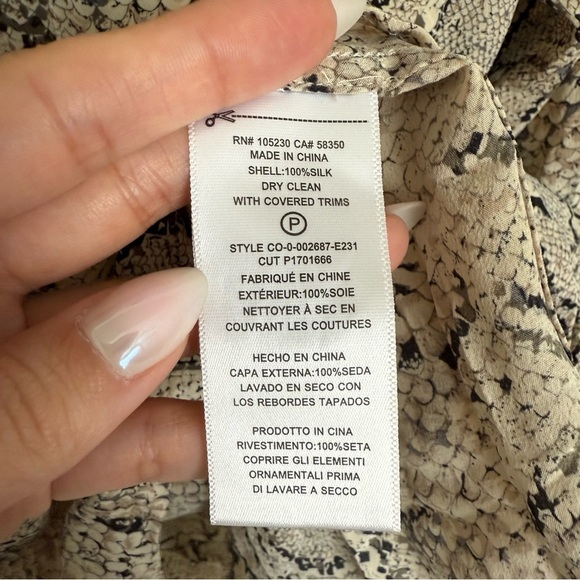 RN# 105230 CA# 58350
MADE IN CHINA
SHELL:100%SILK
DRY CLEAN
WITH COVERED TRIMS
P
STYLE CO-0-002687-E231
CUT P1701666
FABRIQUÉ EN CHINE
EXTÉRIEUR:100%SOIE
NETTOYER À SEC EN
COUVRANT LES COUTURES
HECHO EN CHINA
CAPA EXTERNA:100%SEDA
LAVADO EN SECO CON
LOS REBORDES TAPADOS
PRODOTTO IN CINA
RIVESTIMENTO:100%SETA
COPRIRE GLI ELEMENTI
ORNAMENTALI PRIMA
DI LAVARE A SECCO